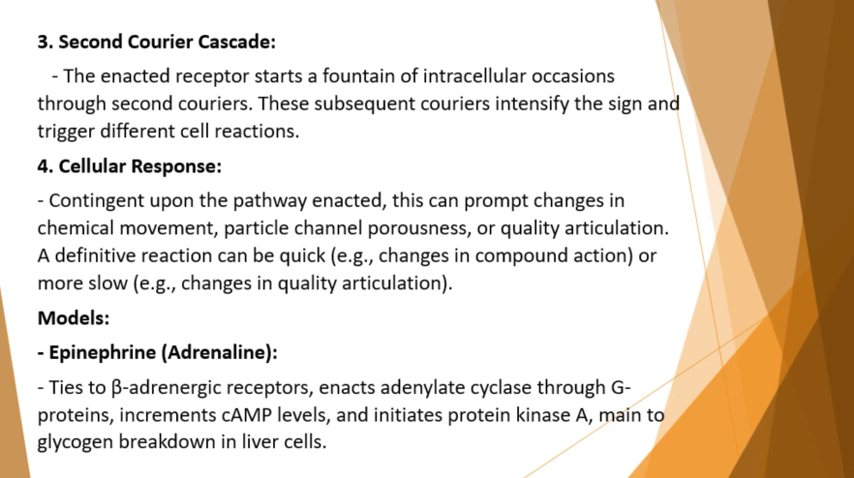 3. Second Courier Cascade:
- The enacted receptor starts a fountain of intracellular occasions
through second couriers. These subsequent couriers intensify the sign and
trigger different cell reactions.
4. Cellular Response:
- Contingent upon the pathway enacted, this can prompt changes in
chemical movement, particle channel porousness, or quality articulation.
A definitive reaction can be quick (e.g., changes in compound action) or
more slow (e.g., changes in quality articulation).
Models:
- Epinephrine (Adrenaline):
- Ties to β-adrenergic receptors, enacts adenylate cyclase through G-
proteins, increments cAMP levels, and initiates protein kinase A, main to
glycogen breakdown in liver cells.